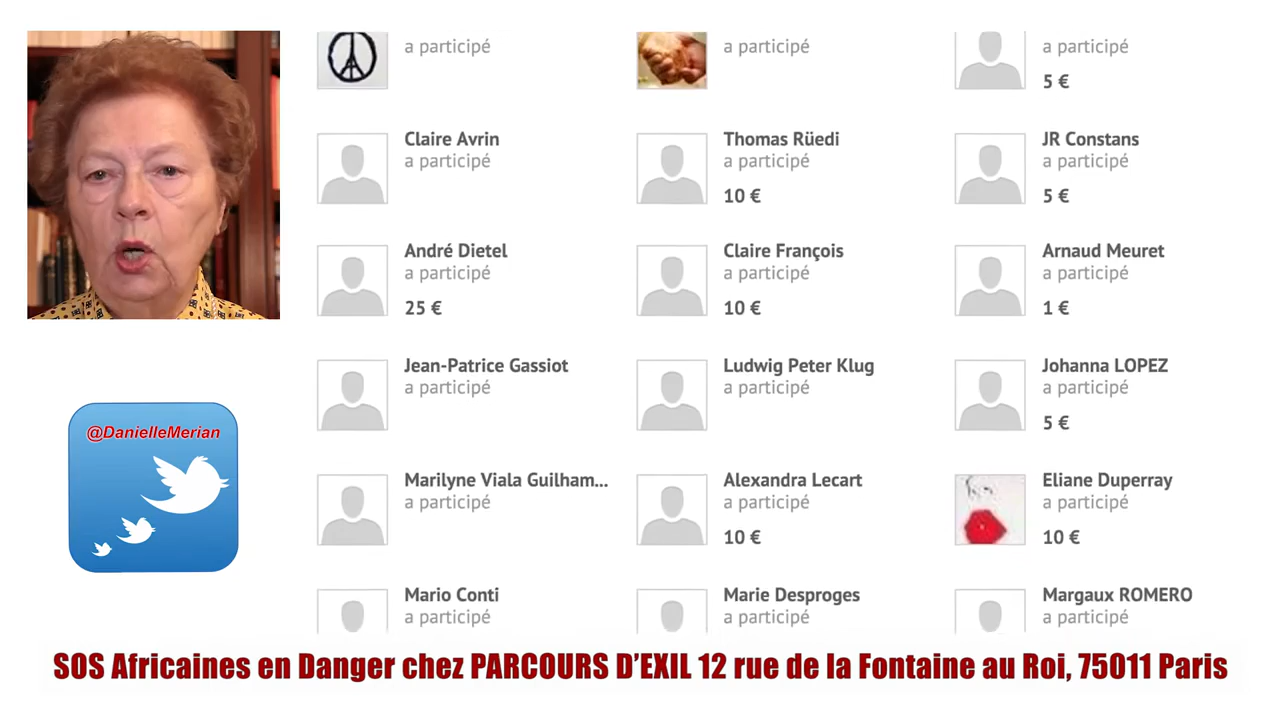 a participé
a participé
a participé
5 €
Claire Avrin
a participé
Thomas Rüedi
a participé
10 €
JR Constans
a participé
5 €
André Dietel
a participé
25 €
Claire François
a participé
10 €
Arnaud Meuret
a participé
1 €
Jean-Patrice Gassiot
a participé
Ludwig Peter Klug
a participé
Johanna LOPEZ
a participé
5 €
@DanielleMerian
Marilyne Viala Guilham...
a participé
Alexandra Lecart
a participé
10 €
Eliane Duperray
a participé
10 €
Mario Conti
a participé
Marie Desproges
a participé
Margaux ROMERO
a participé
SOS Africaines en Danger chez PARCOURS D'EXIL 12 rue de la Fontaine au Roi, 75011 Paris